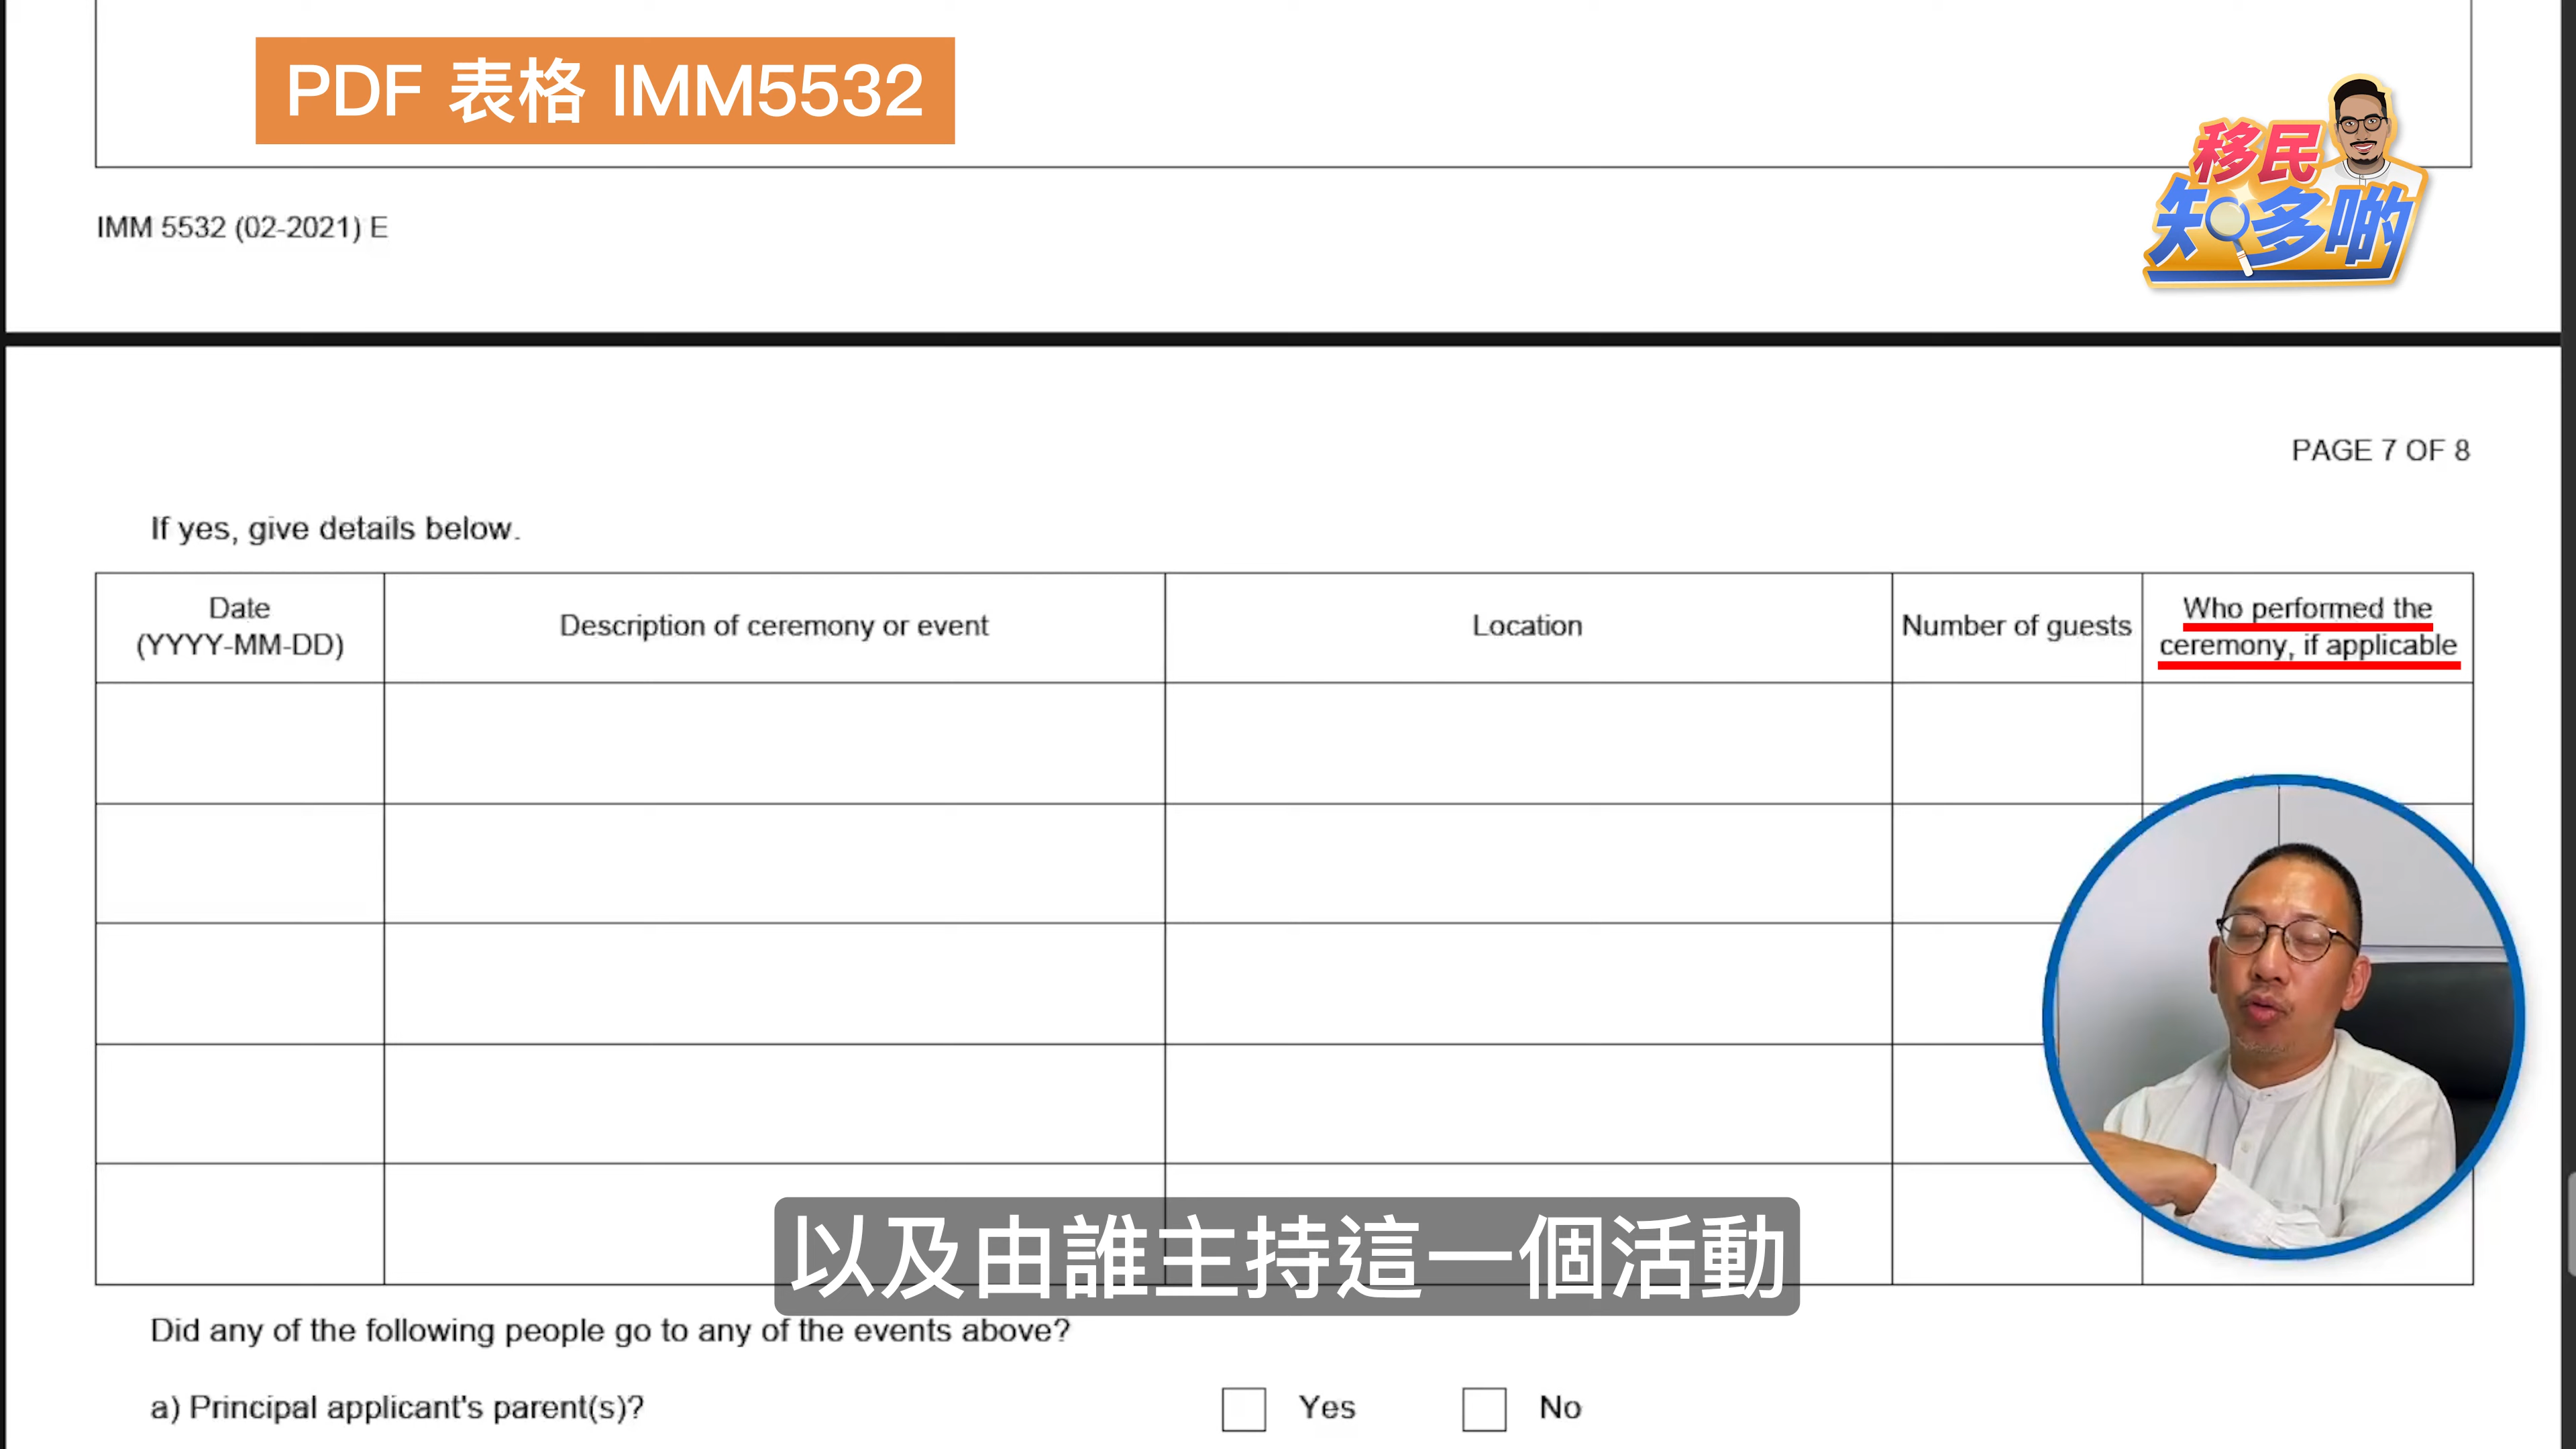 PDF 表格 IMM5532
移民
知多啲
IMM 5532 (02-2021) E
PAGE 7 OF 8
If yes, give details below.
Date
(YYYY-MM-DD)
Description of ceremony or event
Location
Number of guests
Who performed the
ceremony, if applicable
以及由誰主持這一個活動
Did any of the following people go to any of the events above?
a) Principal applicant's parent(s)?
Yes
No